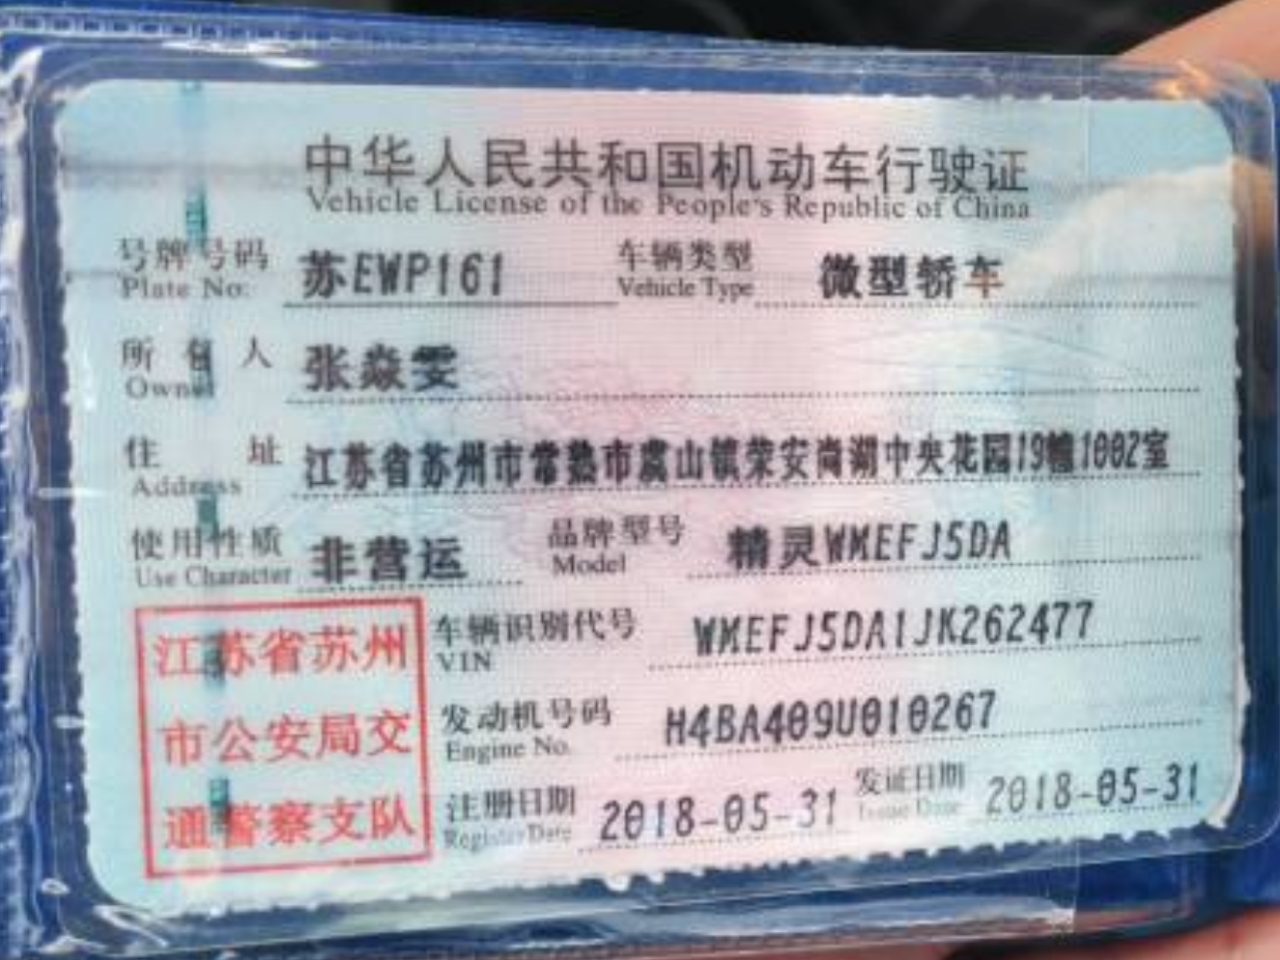 中华人民共和国机动车行驶证
Vehicle License of the People's Republic of China
号牌号码 苏EWP161 车辆类型 微型轿车
Plate No. Vehicle Type
所有人 张焱雯
Owner
住址 江苏省苏州市常熟市虞山镇荣安尚湖中央花园19幢1002室
Address
使用性质 非营运 品牌型号 精灵WMEFJ5DA
Use Character Model
江苏省苏州
市公安局交
通警察支队
车辆识别代号 WMEFJ5DA1JK262477
VIN
发动机号码 H4BA409U010267
Engine No.
注册日期 2018-05-31 发证日期 2018-05-31
Register Date Issue Date